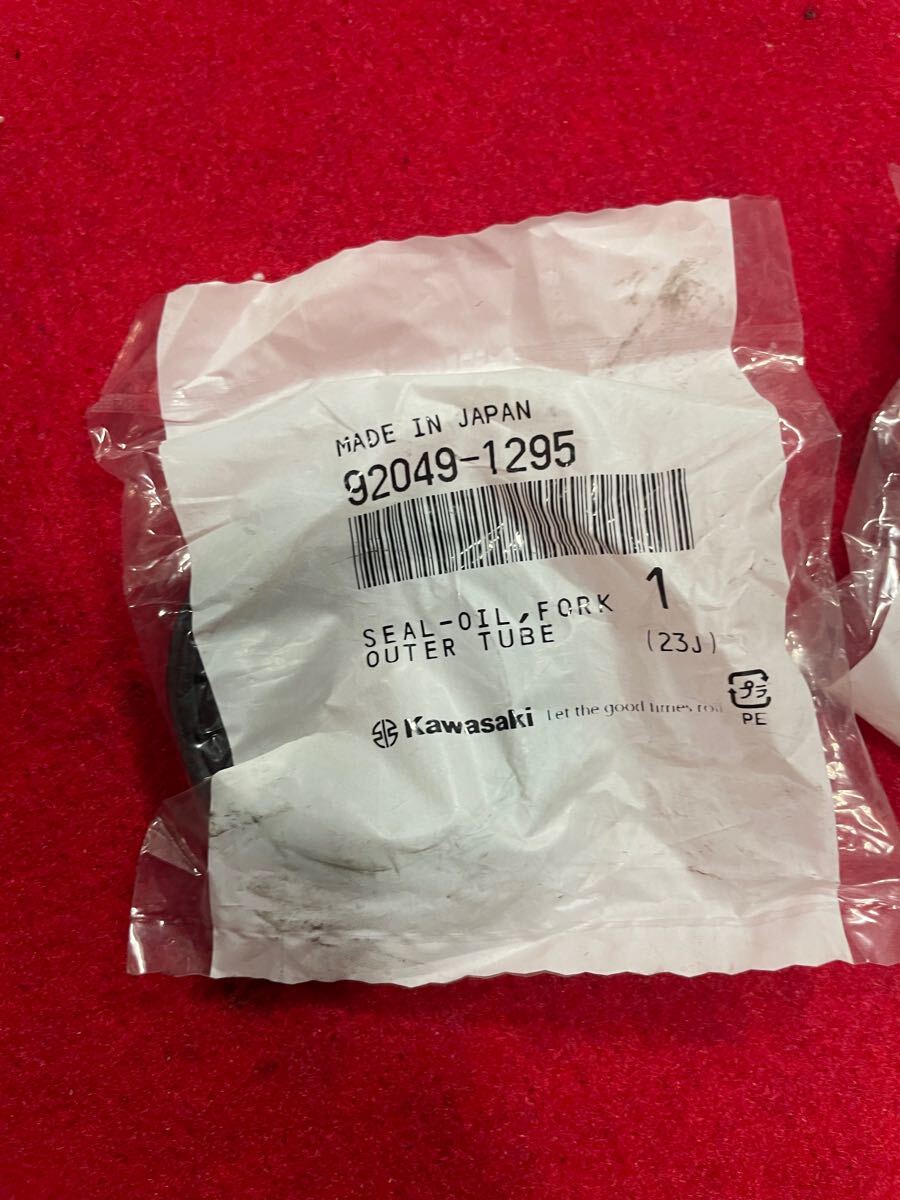 MADE IN JAPAN
92049-1295
SEAL-OIL,FORK 1
OUTER TUBE (23J)
プラ
PE
Kawasaki Let the good times roll